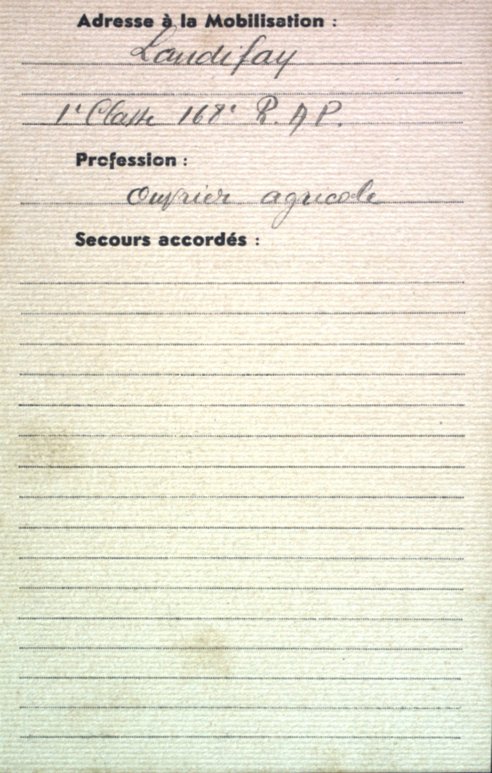 Adresse à la Mobilisation :
Landifay
1e Classe 168e R. A P.
Profession :
Ouvrier agricole
Secours accordés :